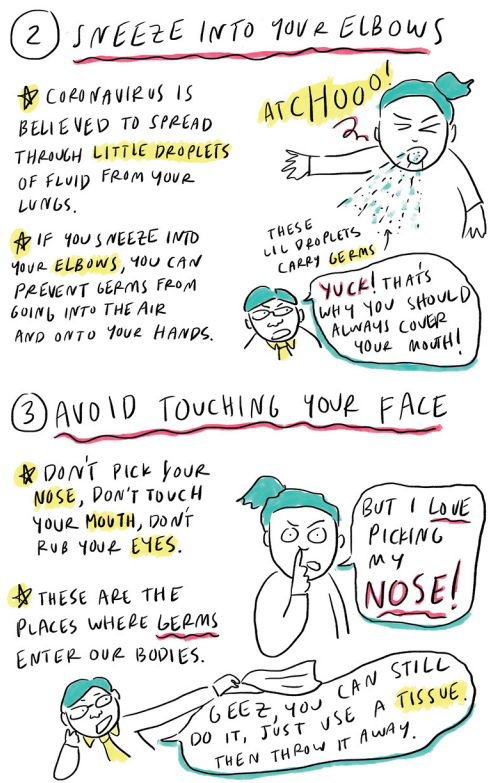 2 SNEEZE INTO YOUR ELBOWS
CORONAVIRUS IS
BELIEVED TO SPREAD
THROUGH LITTLE DROPLETS
OF FLUID FROM YOUR
LUNGS.
IF YOU SNEEZE INTO
YOUR ELBOWS, YOU CAN
PREVENT GERMS FROM
GOING INTO THE AIR
AND ONTO YOUR HANDS.
ATCHOOO!
THESE
LIL DROPLETS
CARRY GERMS
YUCK! THAT'S
WHY YOU SHOULD
ALWAYS COVER
YOUR MOUTH!
3 AVOID TOUCHING YOUR FACE
DON'T PICK YOUR
NOSE, DON'T TOUCH
YOUR MOUTH, DON'T
RUB YOUR EYES.
THESE ARE THE
PLACES WHERE GERMS
ENTER OUR BODIES.
BUT I LOVE
PICKING
MY
NOSE!
GEEZ, YOU CAN STILL
DO IT, JUST USE A TISSUE.
THEN THROW IT AWAY.